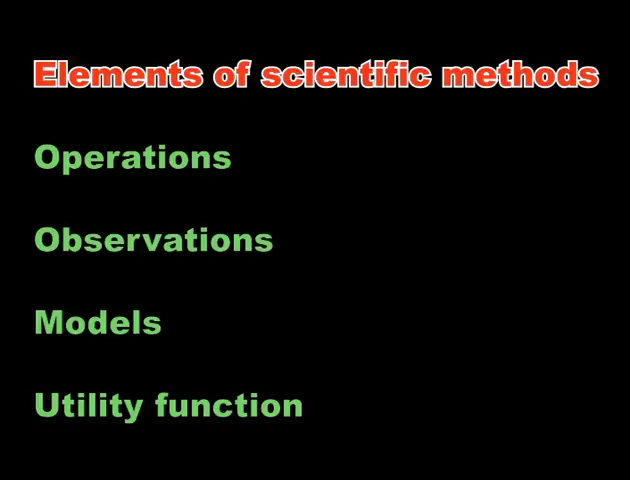 Elements of scientific methods
Operations
Observations
Models
Utility function